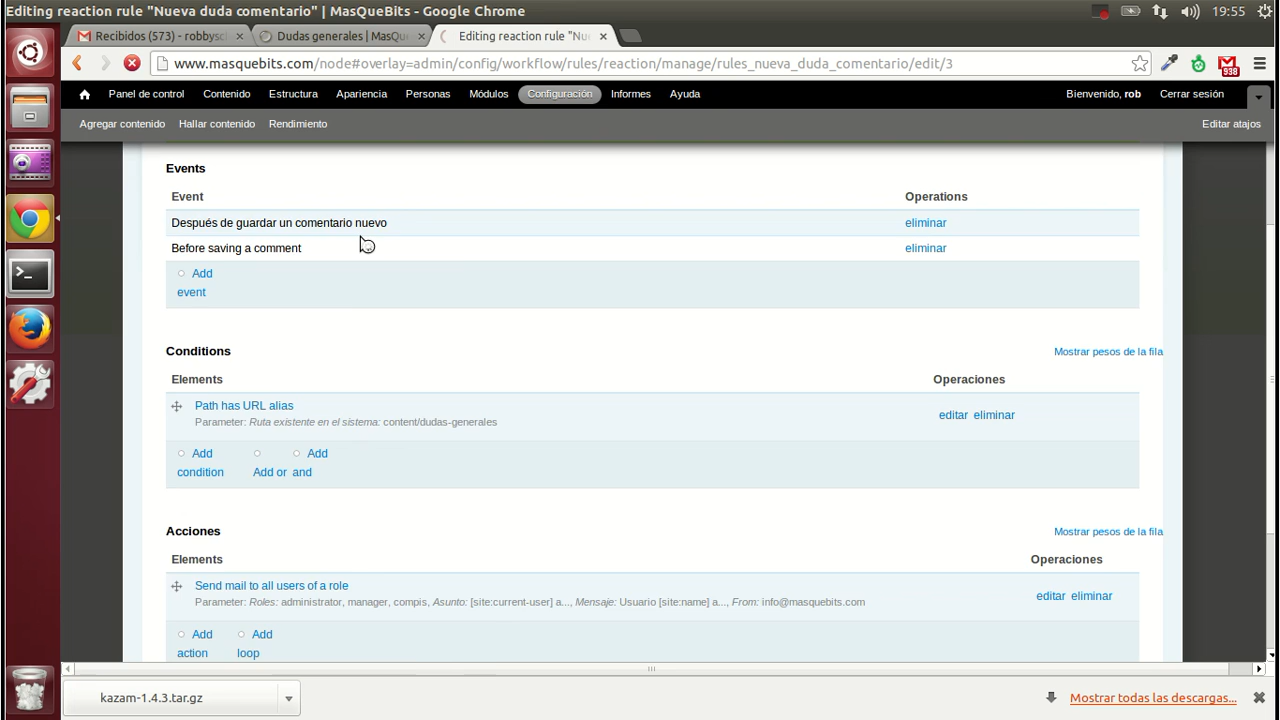 Editing reaction rule "Nueva duda comentario" | MasQueBits - Google Chrome
19:55
Recibidos (573) - robbysc
Dudas generales | MasQue
Editing reaction rule "Nue
www.masquebits.com/node#overlay=admin/config/workflow/rules/reaction/manage/rules_nueva_duda_comentario/edit/3
938
Panel de control Contenido Estructura Apariencia Personas Módulos Configuración Informes Ayuda Bienvenido, rob Cerrar sesión
Agregar contenido Hallar contenido Rendimiento Editar atajos
Events
Event Operations
Después de guardar un comentario nuevo eliminar
Before saving a comment eliminar
Add
event
Conditions Mostrar pesos de la fila
Elements Operaciones
Path has URL alias
Parameter: Ruta existente en el sistema: content/dudas-generales
editar eliminar
Add Add
condition Add or and
Acciones Mostrar pesos de la fila
Elements Operaciones
Send mail to all users of a role
Parameter: Roles: administrator, manager, compis, Asunto: [site:current-user] a..., Mensaje: Usuario [site:name] a..., From: info@masquebits.com
editar eliminar
Add Add
action loop
kazam-1.4.3.tar.gz Mostrar todas las descargas...